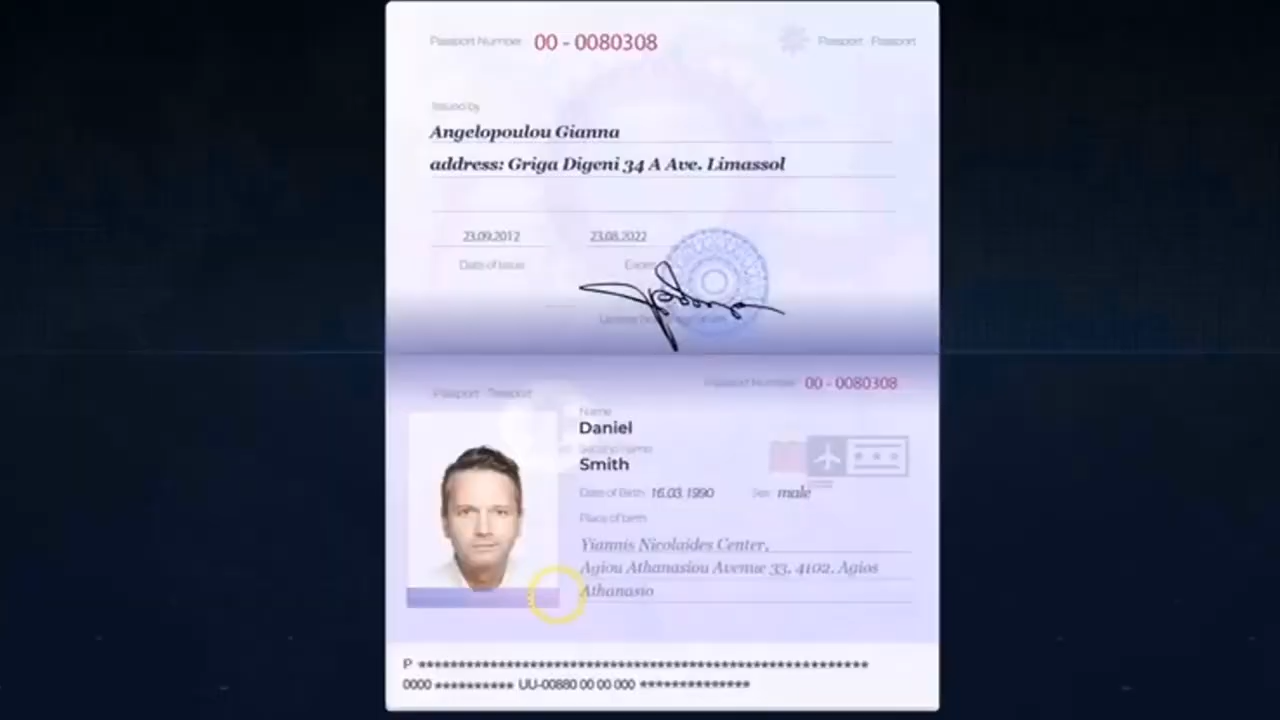 Passport Number 00 - 0080308 Passport Passport
Issued by
Angelopoulou Gianna
address: Griga Digeni 34 A Ave. Limassol
23.09.2012 23.08.2022
Date of Issue
Passport Number 00 - 0080308
Passport
Name
Daniel
Second name
Smith
Date of Birth 16.03. 1990 Sex male
Place of birth
Yiannis Nicolaides Center,
Agiou Athanasiou Avenue 33, 4102, Agios
Athanasio
P ********************************************************
0000 ********** UU-00880 00 00 000 **************